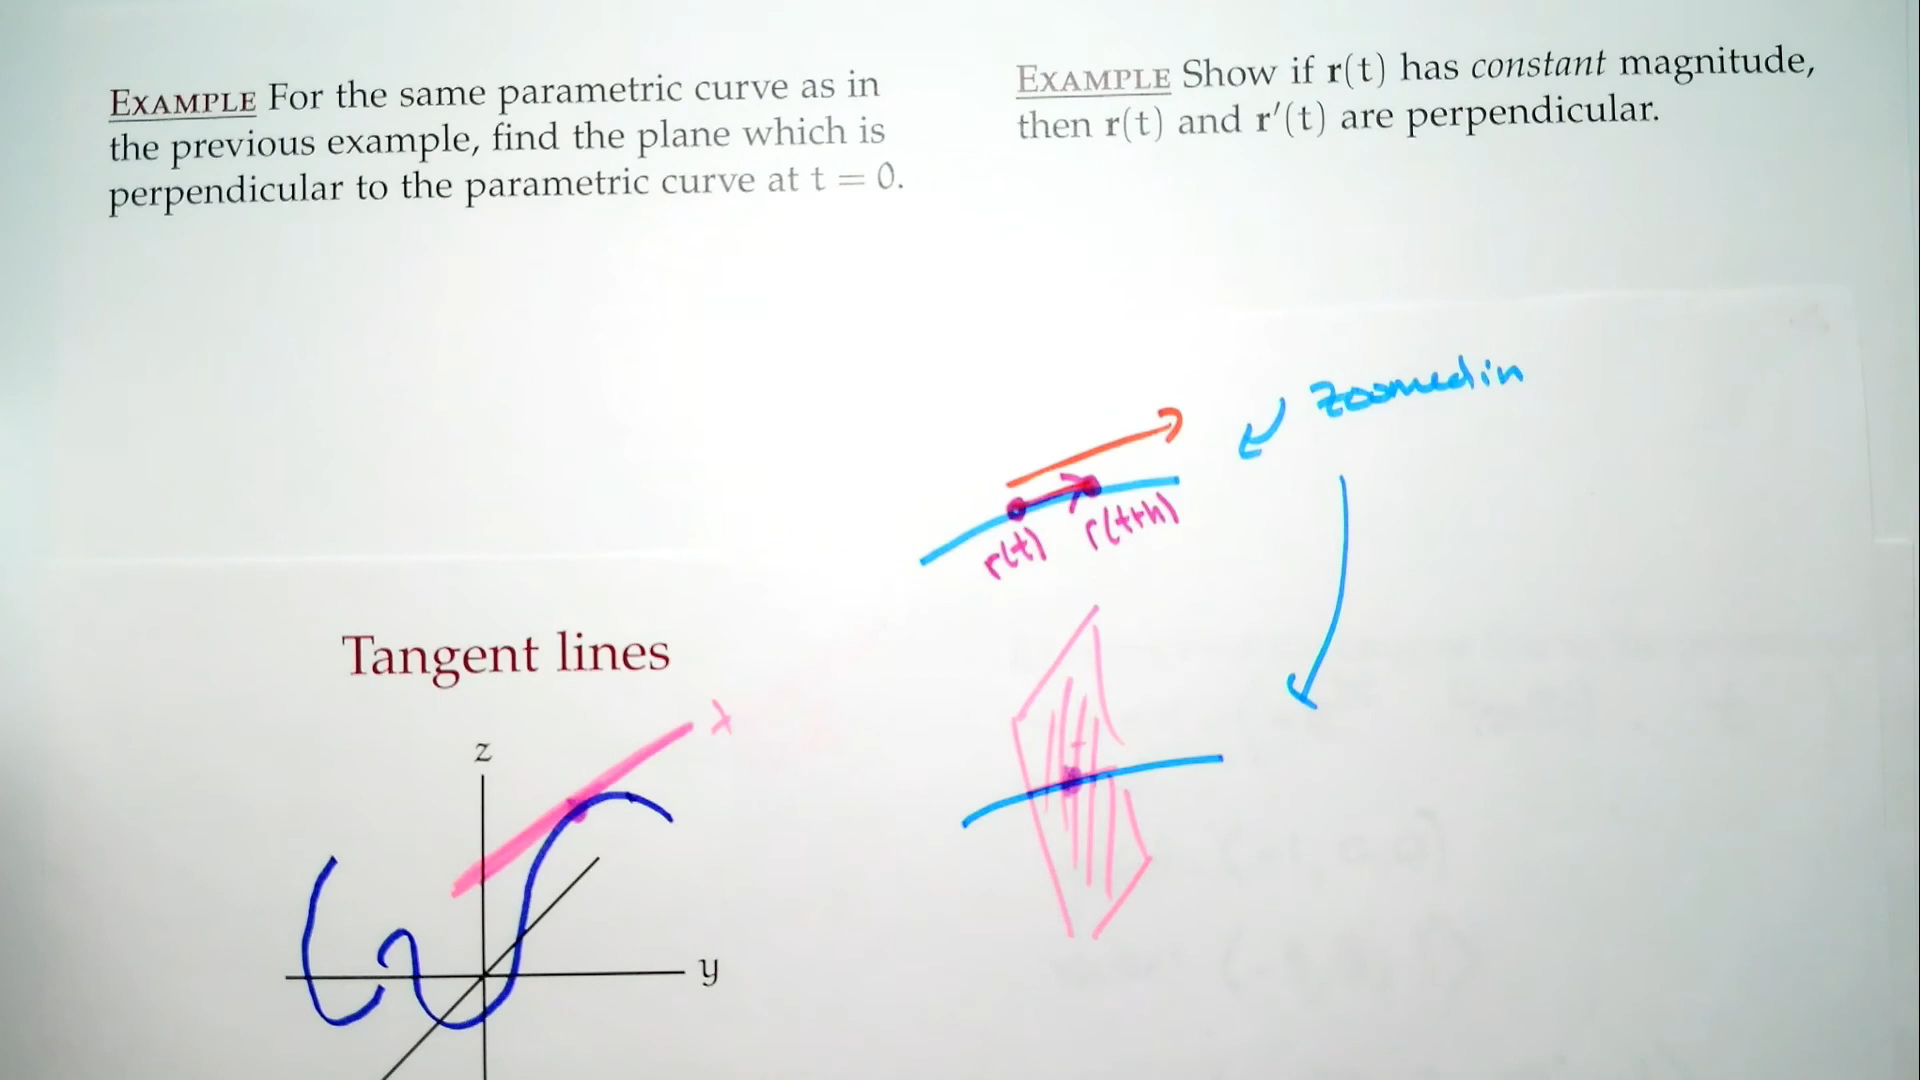 EXAMPLE For the same parametric curve as in
the previous example, find the plane which is
perpendicular to the parametric curve at t = 0.
EXAMPLE Show if r(t) has constant magnitude,
then r(t) and r′(t) are perpendicular.
zoomed in
r(t) r(t+h)
Tangent lines
z
y